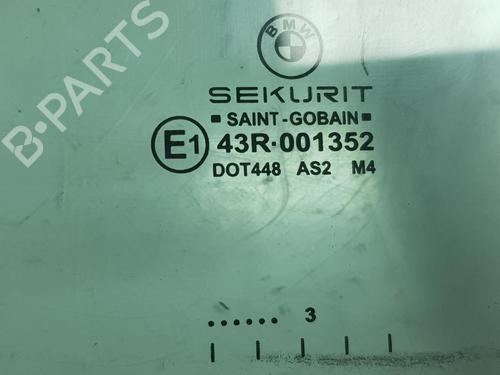 B-PARTS
BMW
SEKURIT
SAINT-GOBAIN
E1 43R-001352
DOT448 AS2 M4
...... 3